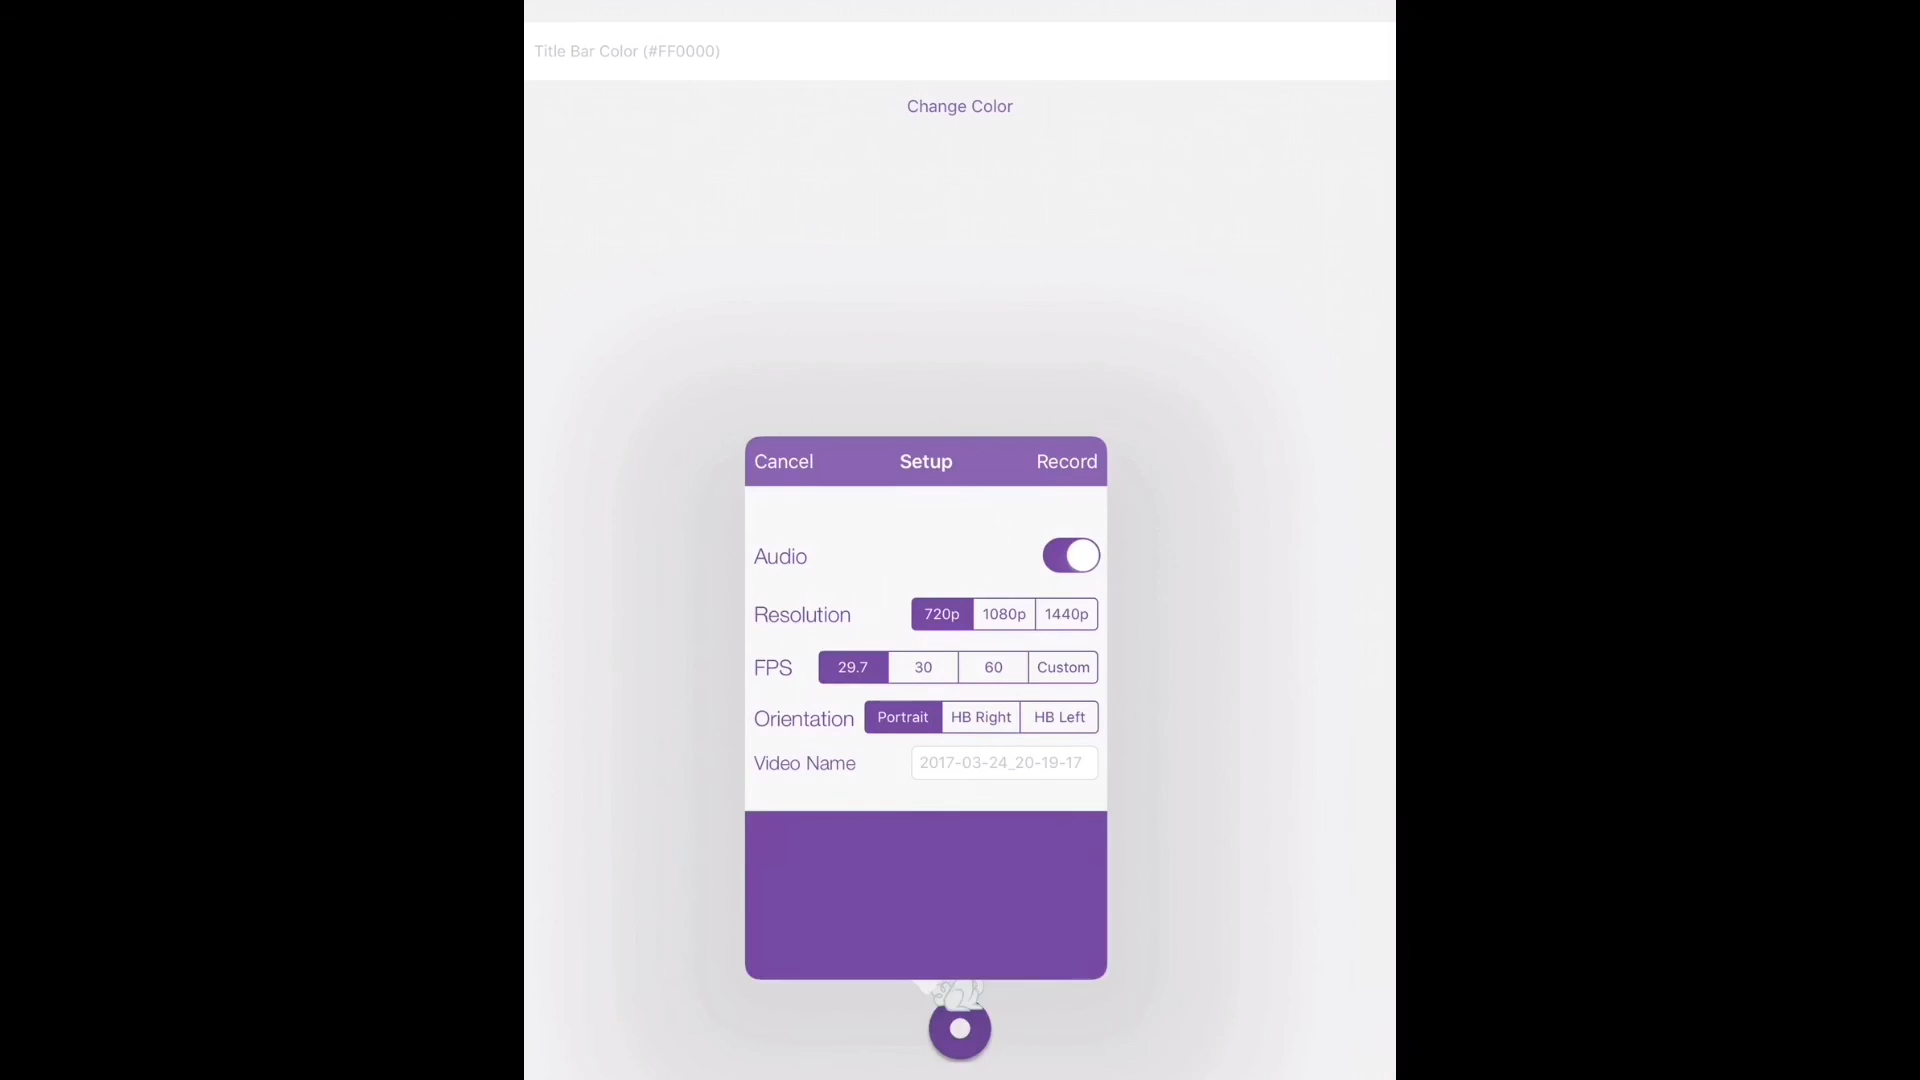 Title Bar Color (#FF0000)
Change Color
Cancel Setup Record
Audio
Resolution 720p 1080p 1440p
FPS 29.7 30 60 Custom
Orientation Portrait HB Right HB Left
Video Name 2017-03-24_20-19-17